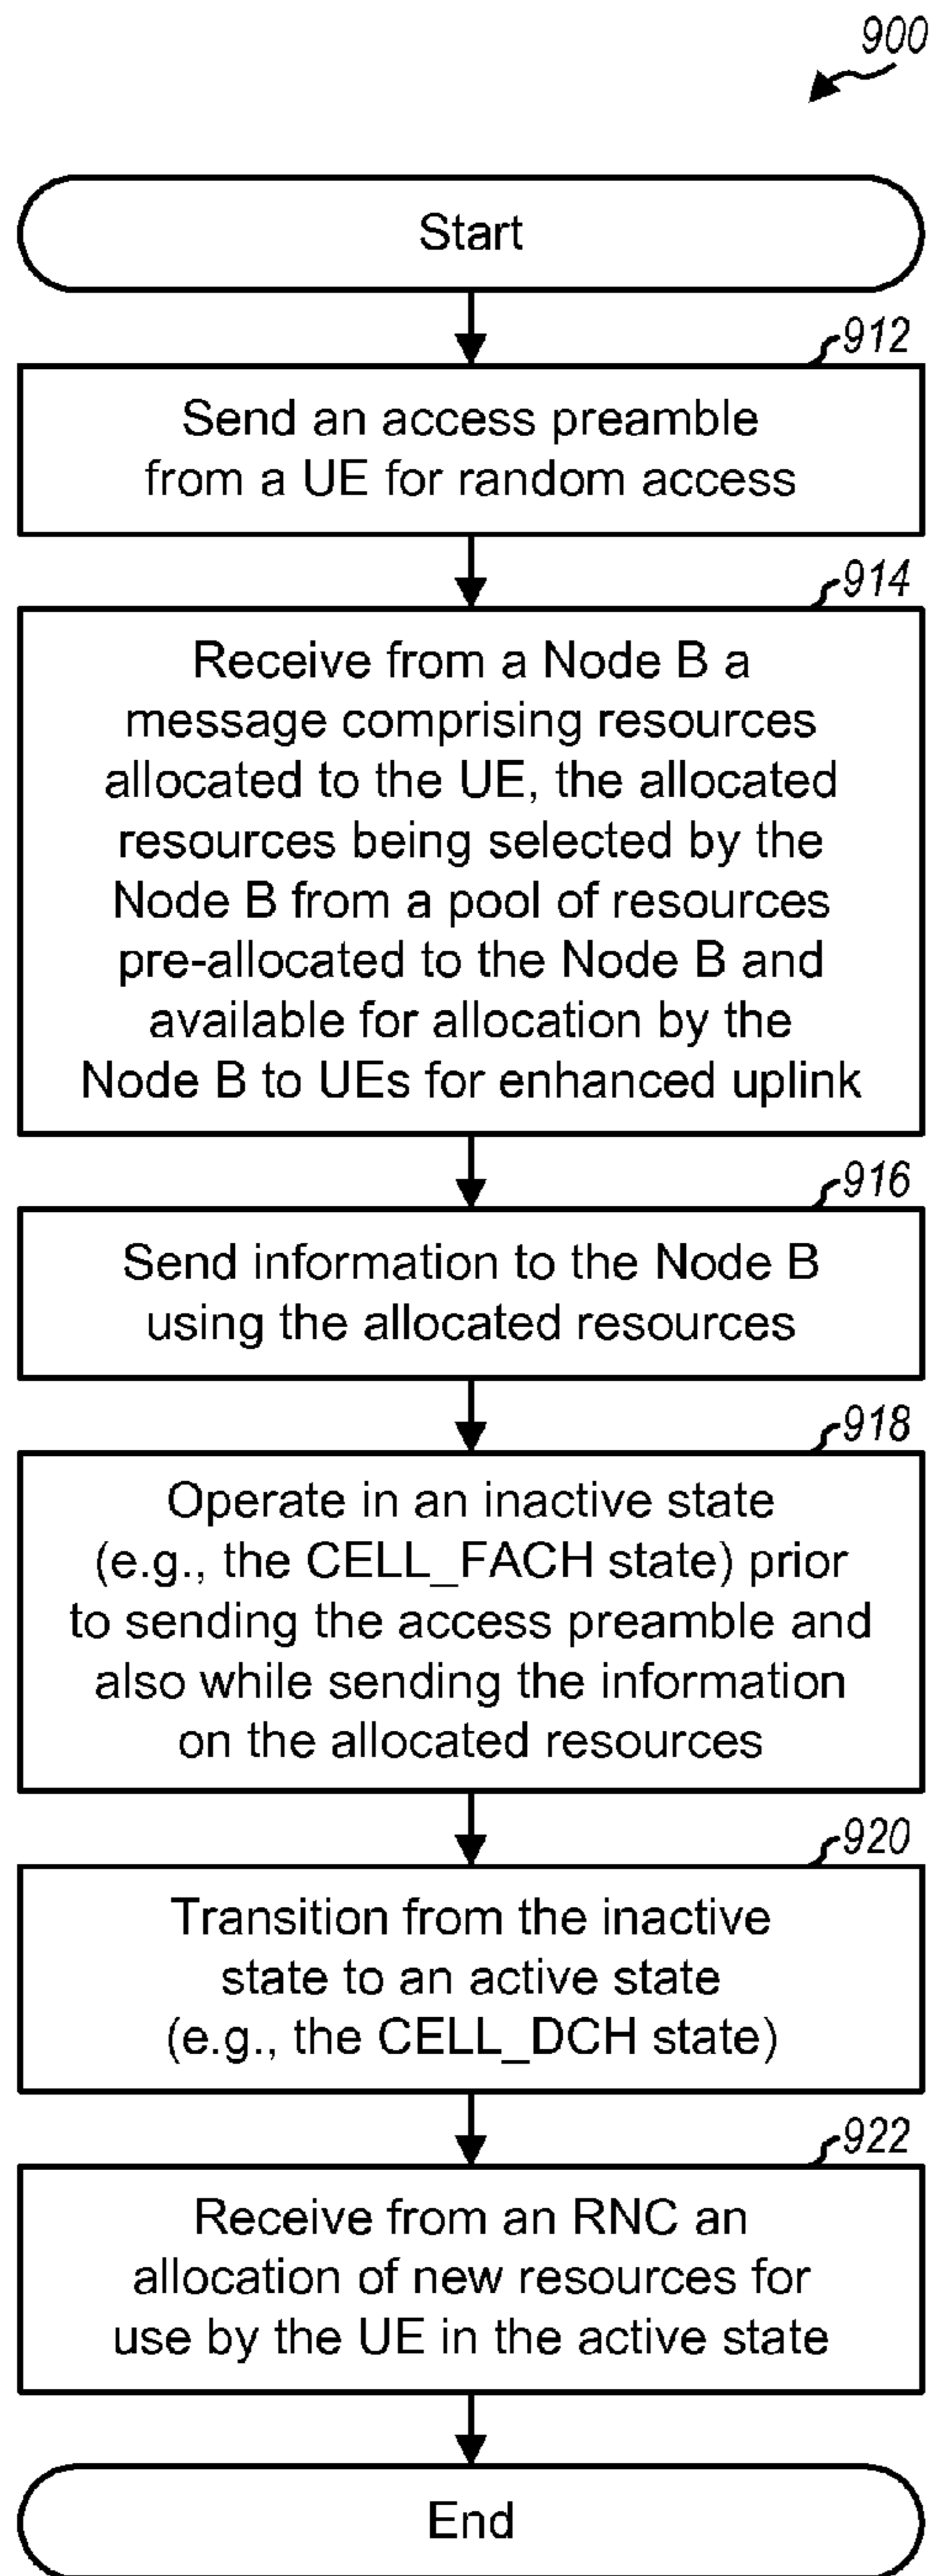 900
Start
912
Send an access preamble
from a UE for random access
914
Receive from a Node B a
message comprising resources
allocated to the UE, the allocated
resources being selected by the
Node B from a pool of resources
pre-allocated to the Node B and
available for allocation by the
Node B to UEs for enhanced uplink
916
Send information to the Node B
using the allocated resources
918
Operate in an inactive state
(e.g., the CELL_FACH state) prior
to sending the access preamble and
also while sending the information
on the allocated resources
920
Transition from the inactive
state to an active state
(e.g., the CELL_DCH state)
922
Receive from an RNC an
allocation of new resources for
use by the UE in the active state
End